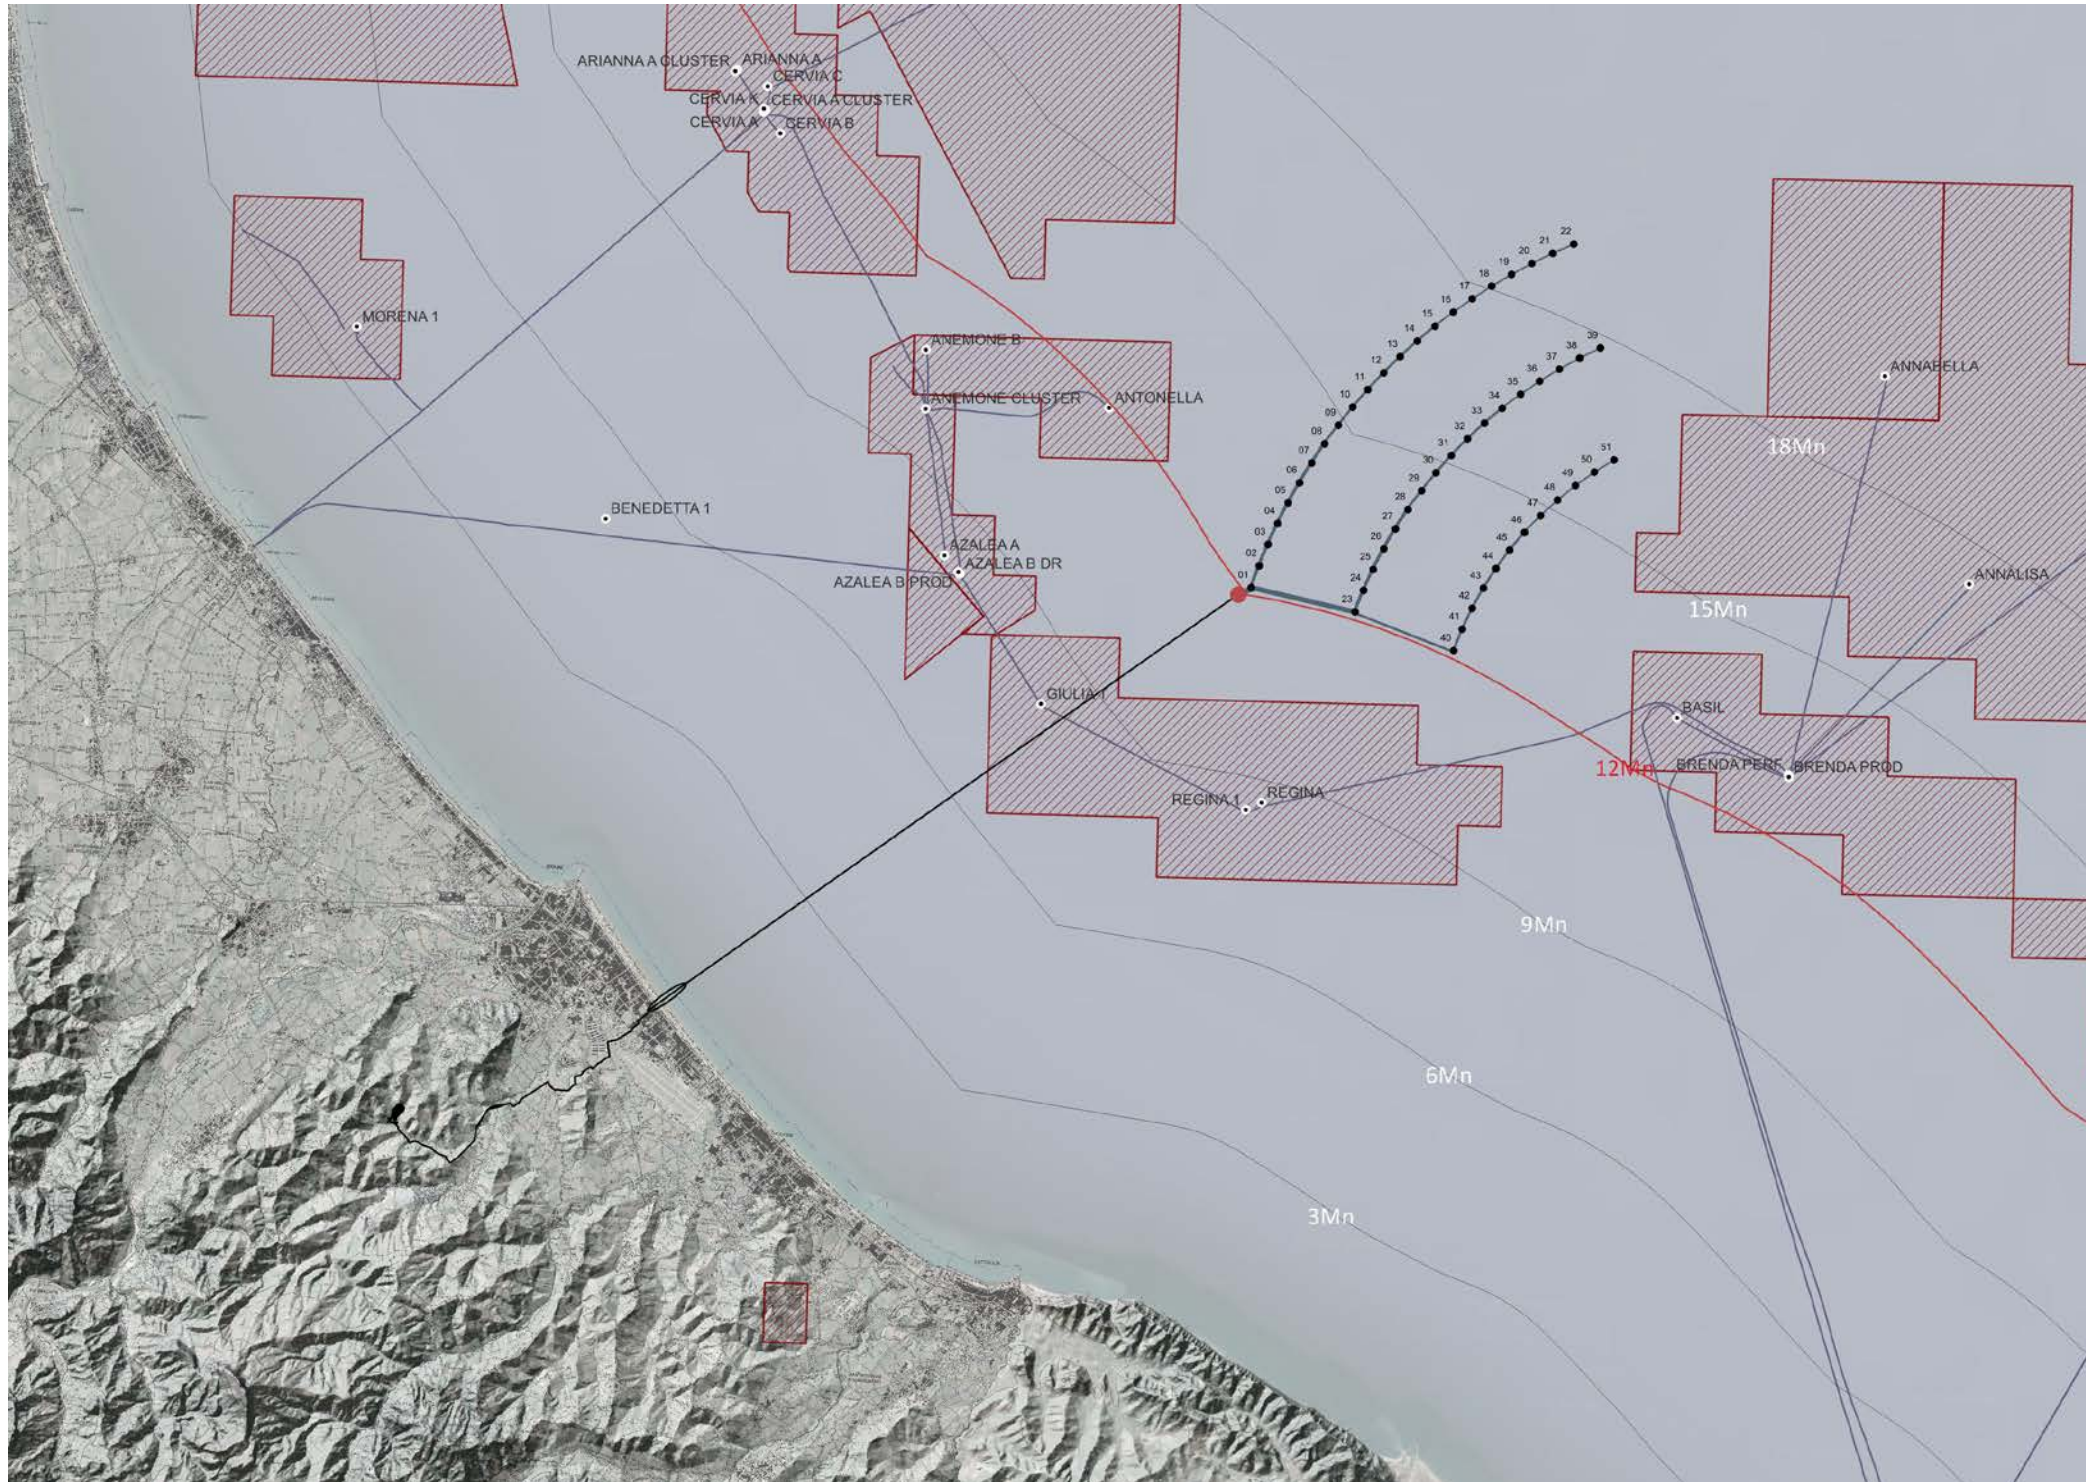 ARIANNA A CLUSTER
ARIANNA A
CERVIA C
CERVIA K
CERVIA A CLUSTER
CERVIA A
CERVIA B
MORENA 1
ANEMONE B
ANEMONE CLUSTER
ANTONELLA
BENEDETTA 1
AZALEA A
AZALEA B DR
AZALEA B PROD
GIULIA 1
REGINA 1
REGINA
BASIL
BRENDA PERF
BRENDA PROD
ANNABELLA
ANNALISA
22
21
20
19
18
17
16
15
14
13
12
11
10
09
08
07
06
05
04
03
02
01
39
38
37
36
35
34
33
32
31
30
29
28
27
25
24
23
51
50
49
48
47
46
45
44
43
42
41
40
18Mn
15Mn
12Mn
9Mn
6Mn
3Mn